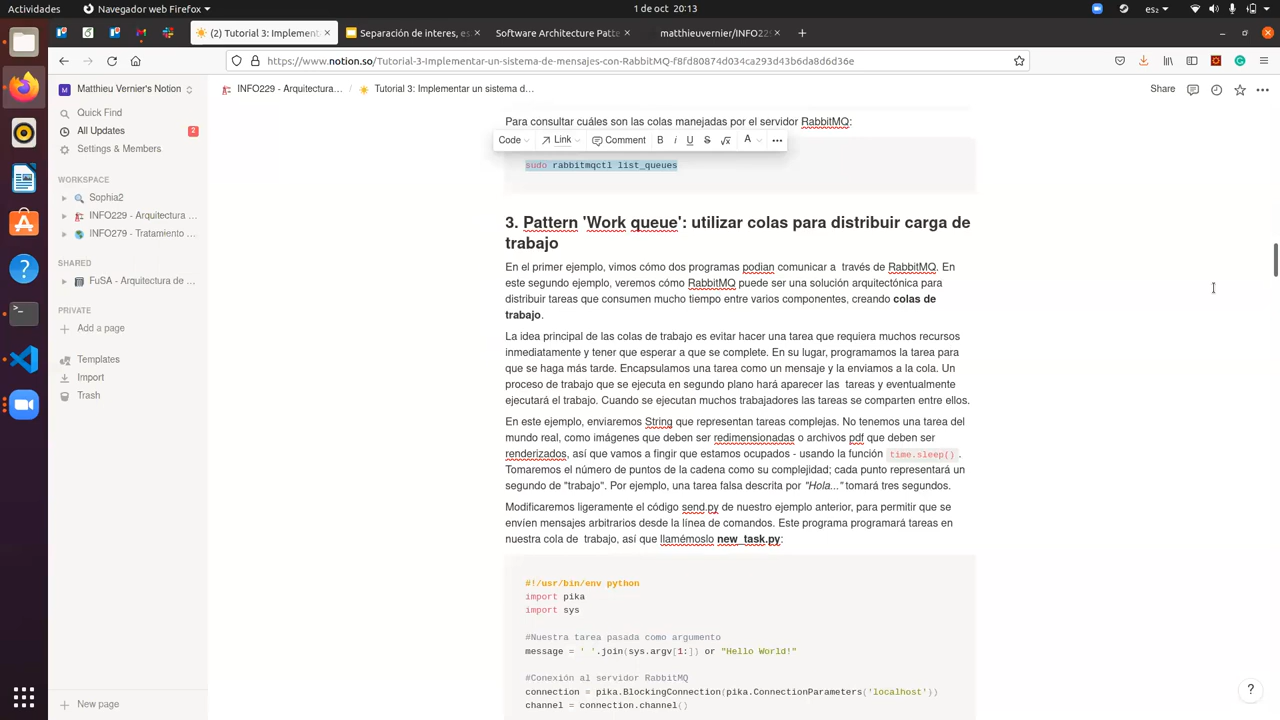 Actividades
Navegador web Firefox
1 de oct 20:13
es₂
(2) Tutorial 3: Implement
Separación de interes, es
Software Architecture Patte
matthieuvernier/INFO22
https://www.notion.so/Tutorial-3-Implementar-un-sistema-de-mensajes-con-RabbitMQ-f8fd80874d034ca293d43b6da8d6d36e
Matthieu Vernier's Notion
INFO229 - Arquitectura... / Tutorial 3: Implementar un sistema d...
Share
Quick Find
All Updates 2
Settings & Members
WORKSPACE
Sophia2
INFO229 - Arquitectura ...
INFO279 - Tratamiento ...
SHARED
FuSA - Arquitectura de ...
PRIVATE
Add a page
Templates
Import
Trash
New page
Para consultar cuáles son las colas manejadas por el servidor RabbitMQ:
Code Link Comment B i U S √x A
sudo rabbitmqctl list_queues
3. Pattern 'Work queue': utilizar colas para distribuir carga de
trabajo
En el primer ejemplo, vimos cómo dos programas podian comunicar a través de RabbitMQ. En
este segundo ejemplo, veremos cómo RabbitMQ puede ser una solución arquitectónica para
distribuir tareas que consumen mucho tiempo entre varios componentes, creando colas de
trabajo.
La idea principal de las colas de trabajo es evitar hacer una tarea que requiera muchos recursos
inmediatamente y tener que esperar a que se complete. En su lugar, programamos la tarea para
que se haga más tarde. Encapsulamos una tarea como un mensaje y la enviamos a la cola. Un
proceso de trabajo que se ejecuta en segundo plano hará aparecer las tareas y eventualmente
ejecutará el trabajo. Cuando se ejecutan muchos trabajadores las tareas se comparten entre ellos.
En este ejemplo, enviaremos String que representan tareas complejas. No tenemos una tarea del
mundo real, como imágenes que deben ser redimensionadas o archivos pdf que deben ser
renderizados, así que vamos a fingir que estamos ocupados - usando la función time.sleep().
Tomaremos el número de puntos de la cadena como su complejidad; cada punto representará un
segundo de "trabajo". Por ejemplo, una tarea falsa descrita por "Hola..." tomará tres segundos.
Modificaremos ligeramente el código send.py de nuestro ejemplo anterior, para permitir que se
envíen mensajes arbitrarios desde la línea de comandos. Este programa programará tareas en
nuestra cola de trabajo, así que llamémoslo new_task.py:
#!/usr/bin/env python
import pika
import sys
#Nuestra tarea pasada como argumento
message = ' '.join(sys.argv[1:]) or "Hello World!"
#Conexión al servidor RabbitMQ
connection = pika.BlockingConnection(pika.ConnectionParameters('localhost'))
channel = connection.channel()
?